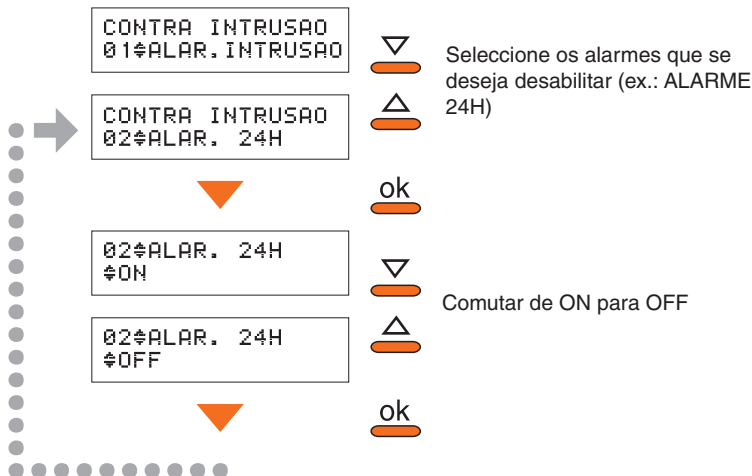 CONTRA INTRUSAO
01⬍ALAR.INTRUSAO
Seleccione os alarmes que se
deseja desabilitar (ex.: ALARME
24H)
CONTRA INTRUSAO
02⬍ALAR. 24H
ok
02⬍ALAR. 24H
⬍ON
Comutar de ON para OFF
02⬍ALAR. 24H
⬍OFF
ok